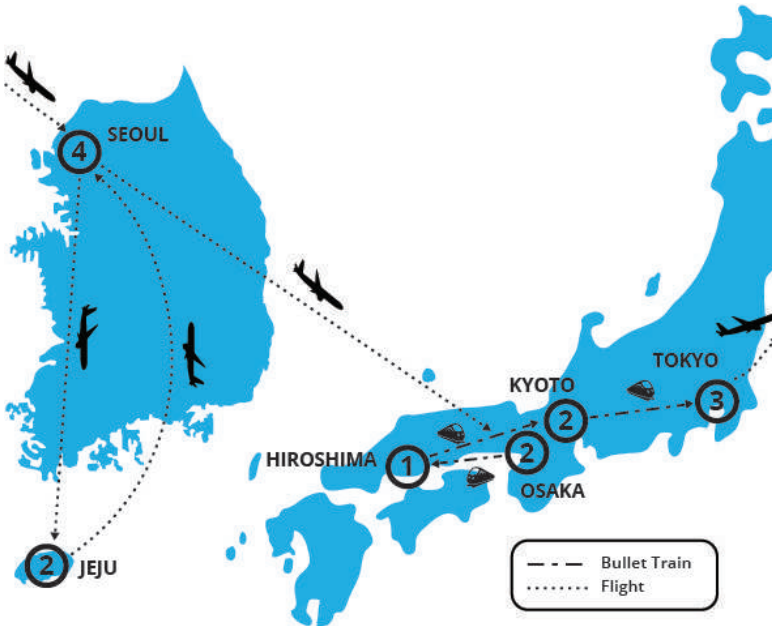 SEOUL
4
KYOTO
TOKYO
2
3
HIROSHIMA
1
2
OSAKA
2
JEJU
Bullet Train
Flight